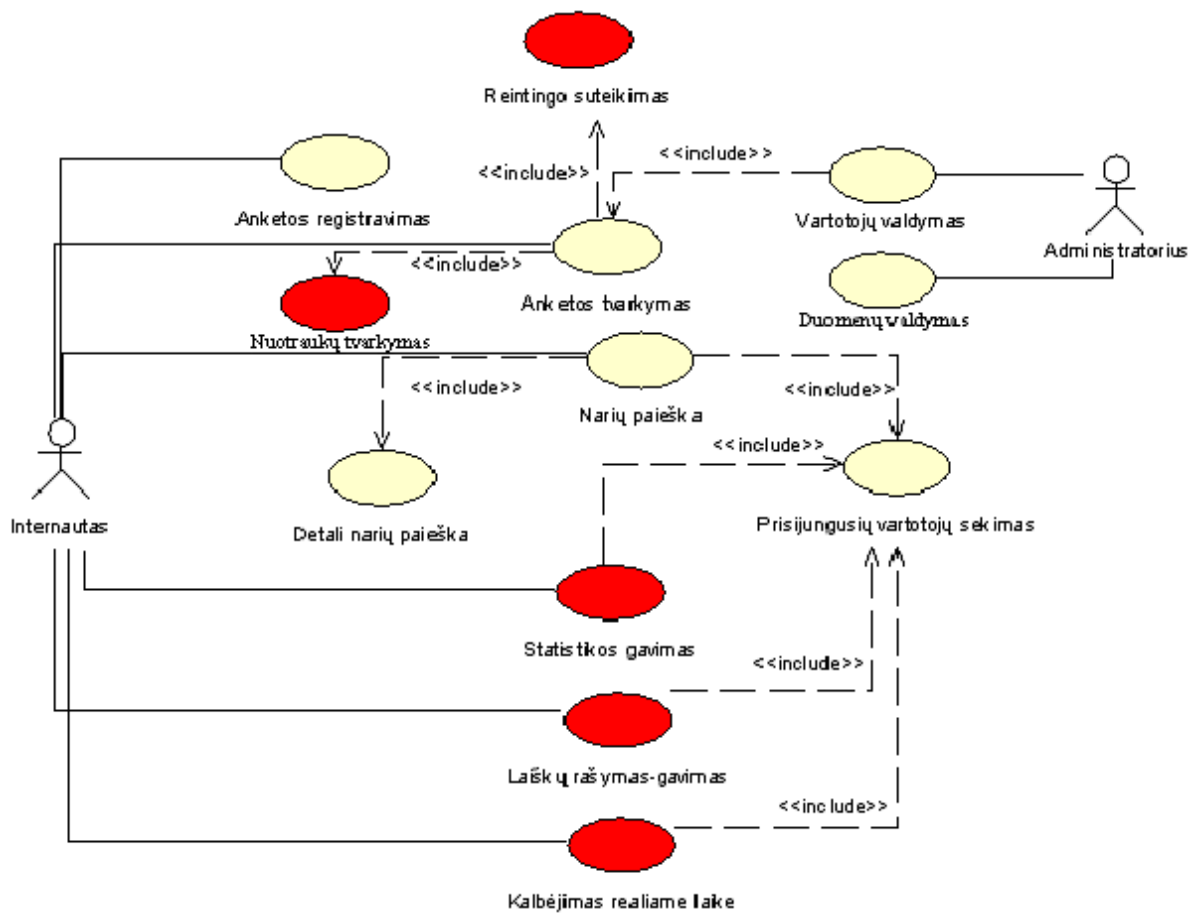 Reintingo suteikimas
<<include>>
<<include>>
Anketos registravimas
Vartotojų valdymas
Administratorius
<<include>>
Anketos tvarkymas
Duomenų valdymas
Nuotraukų tvarkymas
<<include>>
<<include>>
Narių paieška
<<include>>
Internautas
Detali narių paieška
Prisijungusių vartotojų sekimas
Statistikos gavimas
<<include>>
Laiškų rašymas-gavimas
<<include>>
Kalbėjimas realiame laike